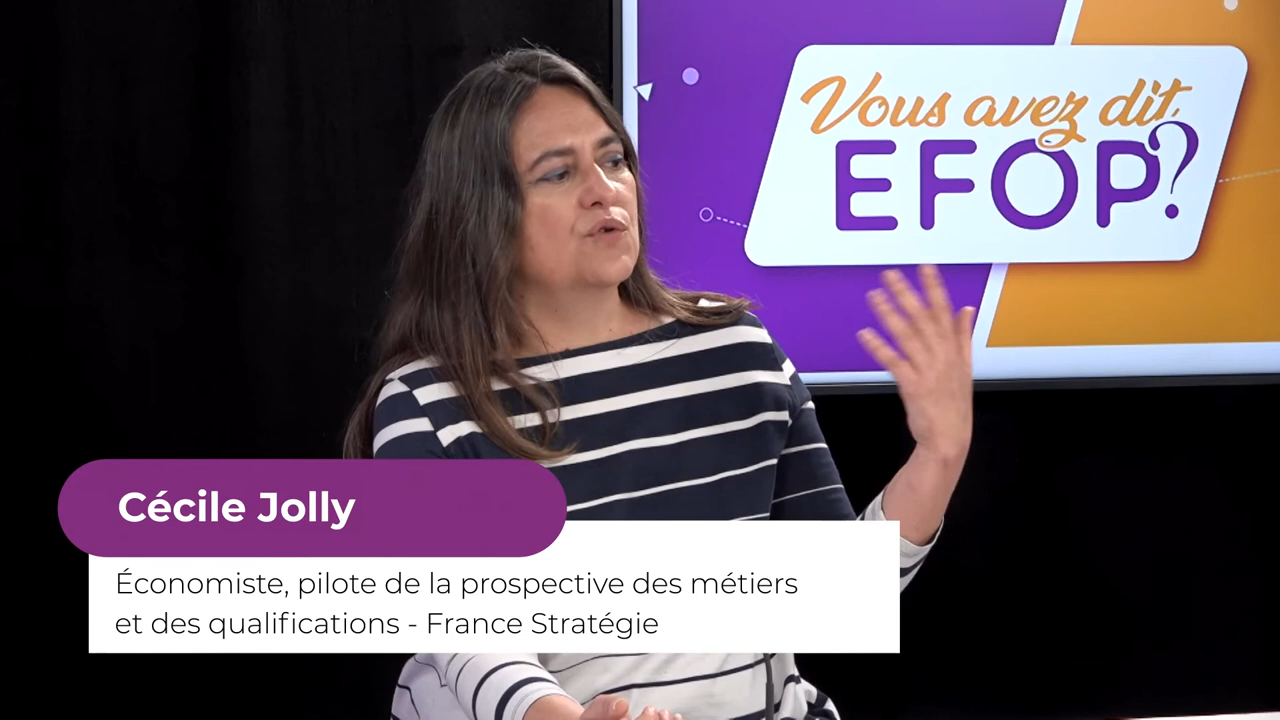 Vous avez dit
EFOP?
Cécile Jolly
Économiste, pilote de la prospective des métiers
et des qualifications - France Stratégie